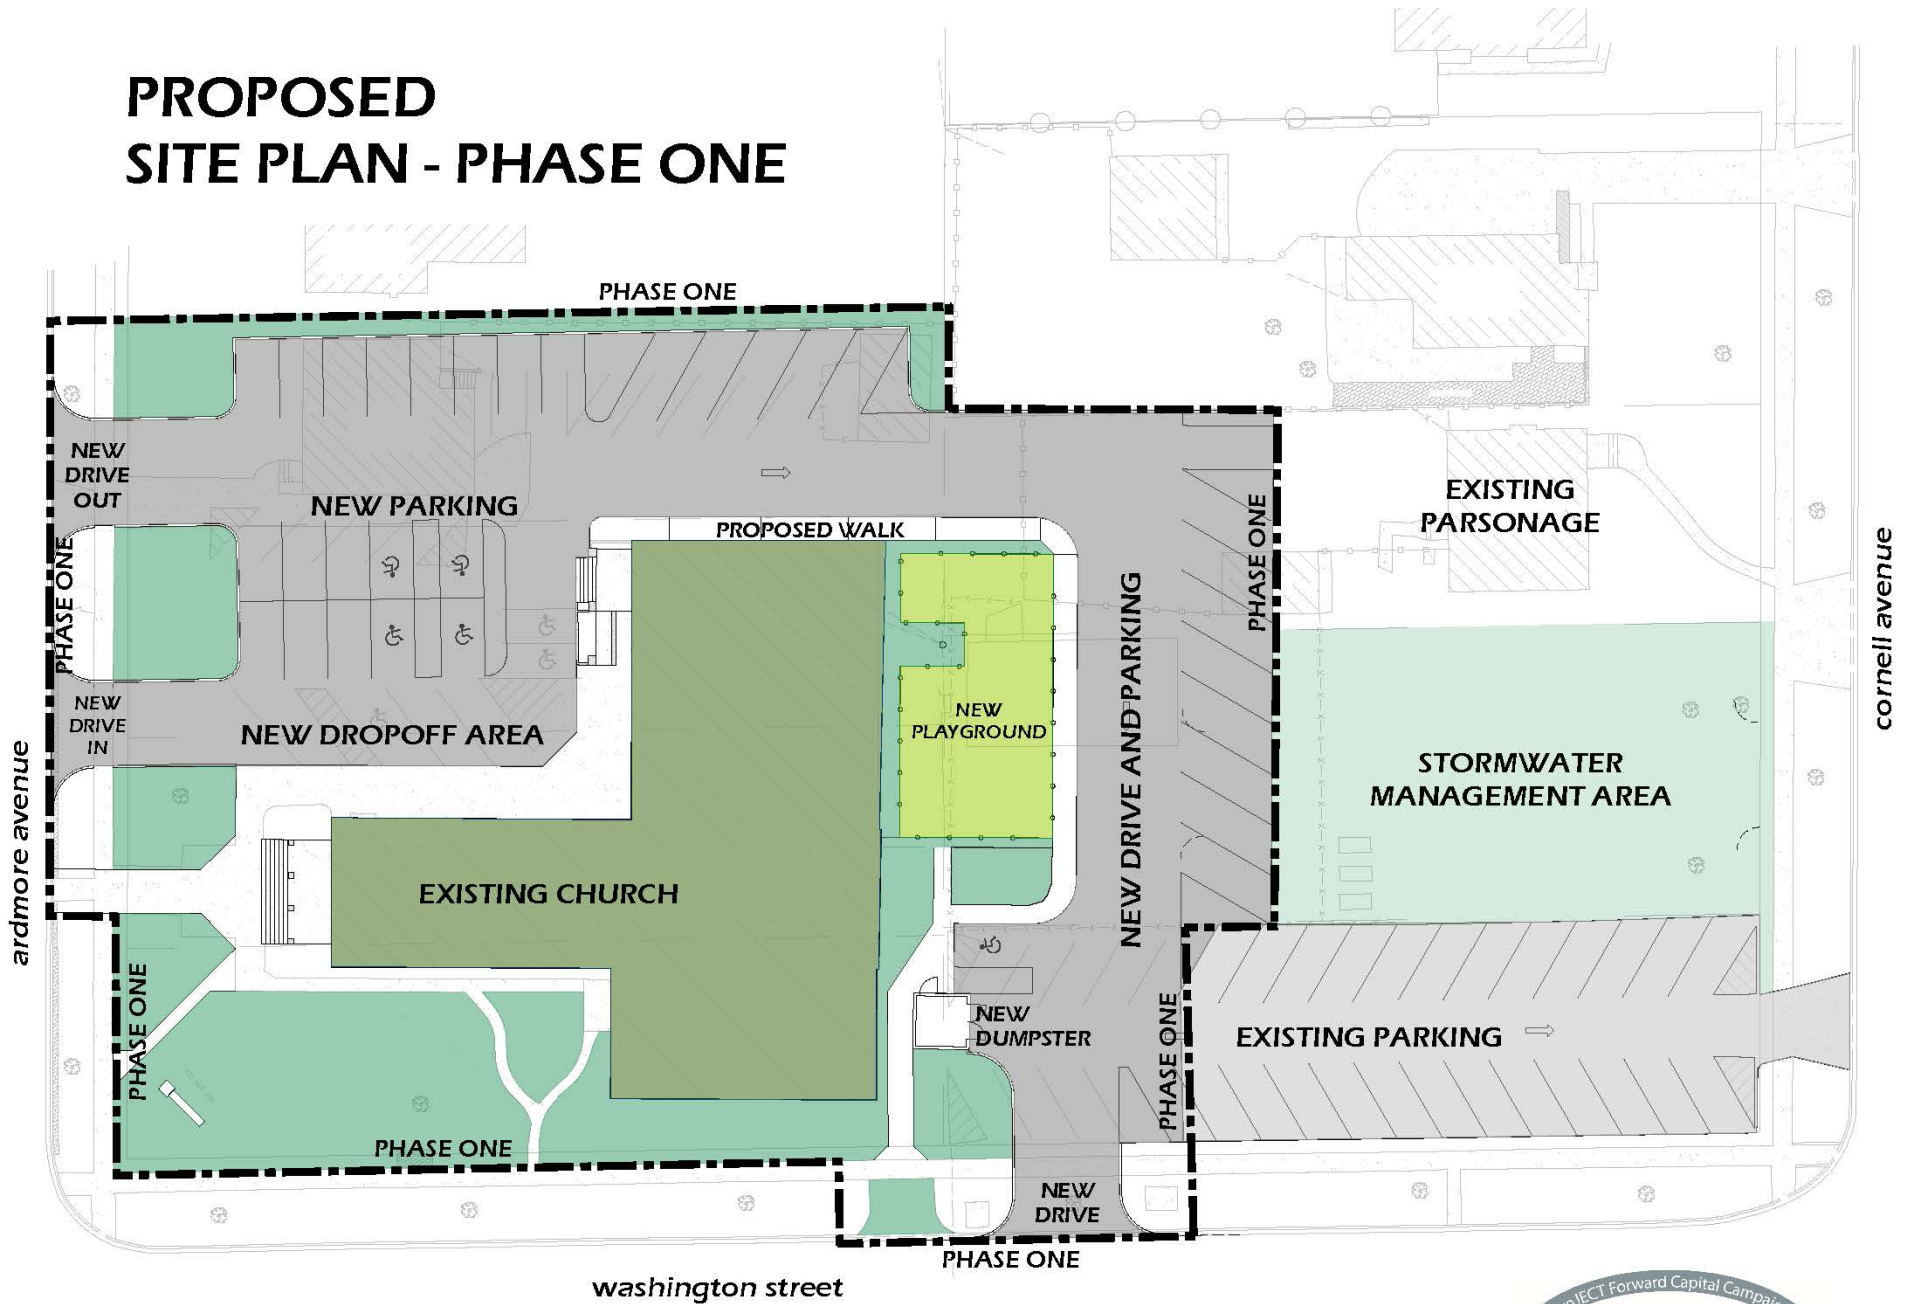 PROPOSED
SITE PLAN - PHASE ONE
PHASE ONE
NEW
DRIVE
OUT
NEW PARKING
PROPOSED WALK
EXISTING
PARSONAGE
PHASE ONE
PHASE ONE
cornell avenue
NEW
DRIVE
IN
NEW DROPOFF AREA
NEW
PLAYGROUND
NEW DRIVE AND PARKING
STORMWATER
MANAGEMENT AREA
ardmore avenue
EXISTING CHURCH
PHASE ONE
NEW
DUMPSTER
PHASE ONE
EXISTING PARKING
PHASE ONE
NEW
DRIVE
PHASE ONE
washington street
Forward Capital